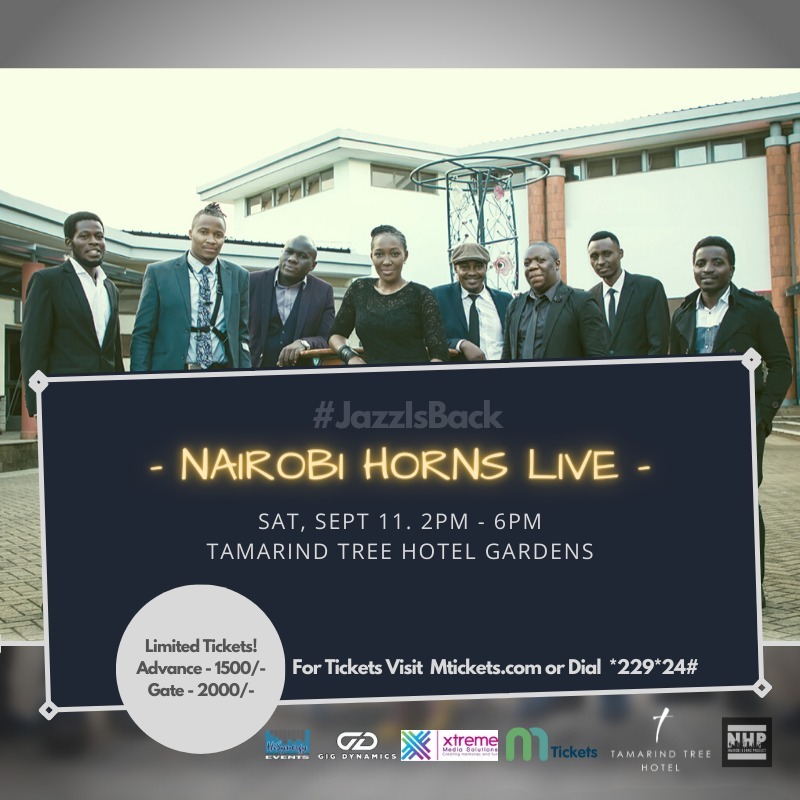 #JazzIsBack
- NAIROBI HORNS LIVE -
SAT, SEPT 11. 2PM - 6PM
TAMARIND TREE HOTEL GARDENS
Limited Tickets!
Advance - 1500/-
Gate - 2000/-
For Tickets Visit Mtickets.com or Dial *229*24#
EVENTS
GIG DYNAMICS
xtreme
Media Solutions
m Tickets
TAMARIND TREE
HOTEL
NHP